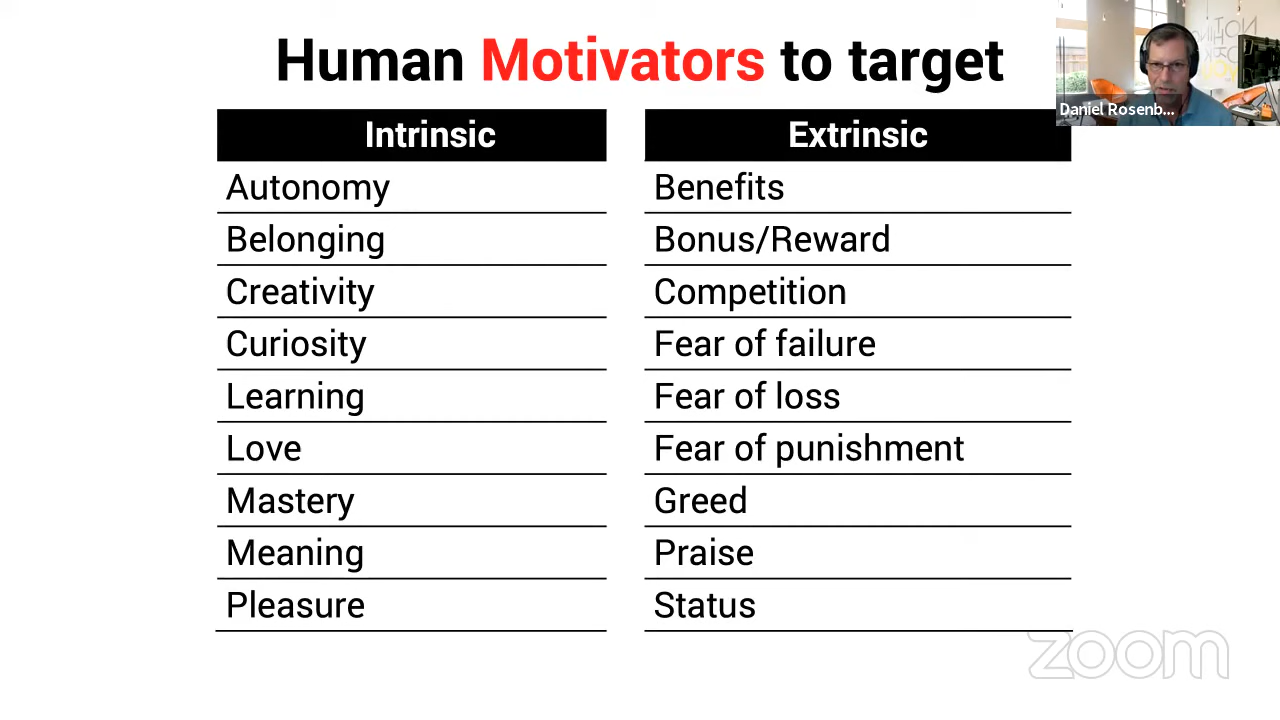 Human Motivators to target
Daniel Rosenb...
Intrinsic
Extrinsic
Autonomy
Benefits
Belonging
Bonus/Reward
Creativity
Competition
Curiosity
Fear of failure
Learning
Fear of loss
Love
Fear of punishment
Mastery
Greed
Meaning
Praise
Pleasure
Status
zoom